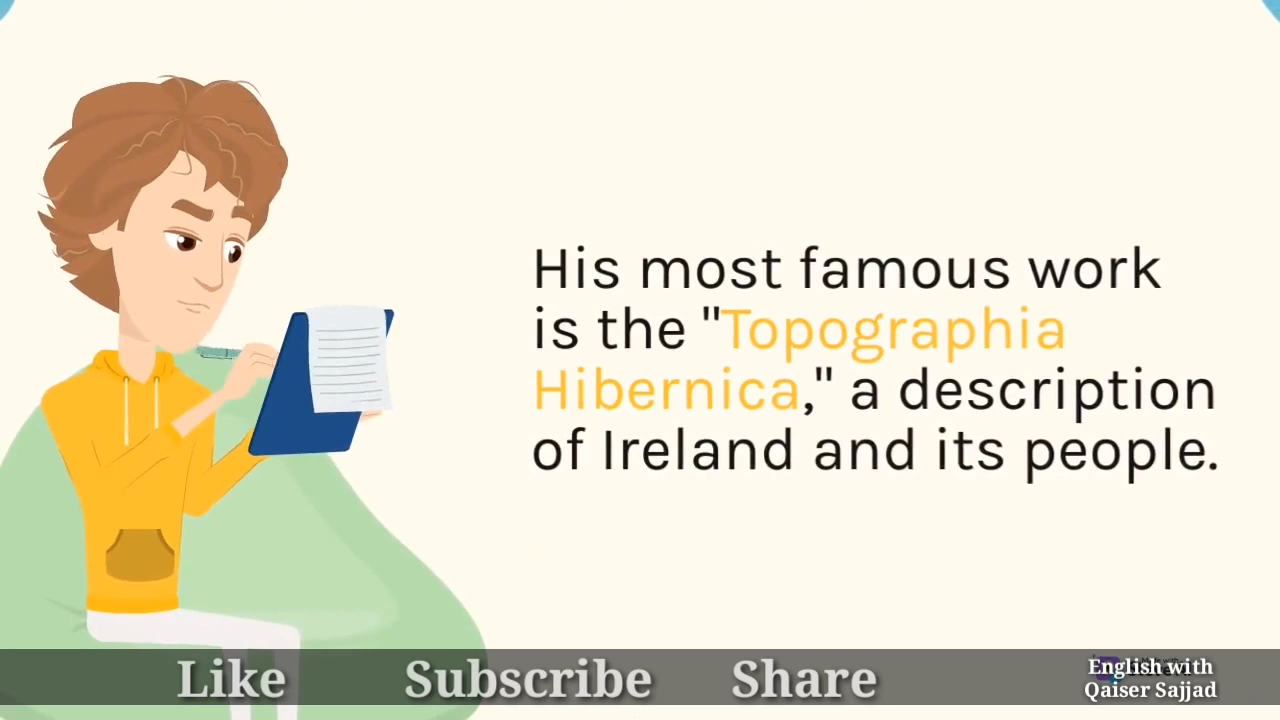 His most famous work
is the "Topographia
Hibernica," a description
of Ireland and its people.
Like Subscribe Share
English with
Qaiser Sajjad